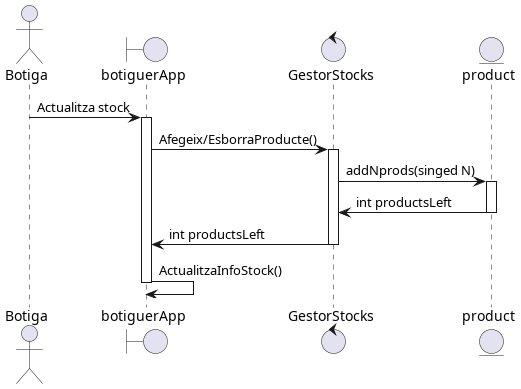 Botiga
botiguerApp
GestorStocks
product
Actualitza stock
Afegeix/EsborraProducte()
addNprods(singed N)
int productsLeft
int productsLeft
ActualitzaInfoStock()
Botiga
botiguerApp
GestorStocks
product